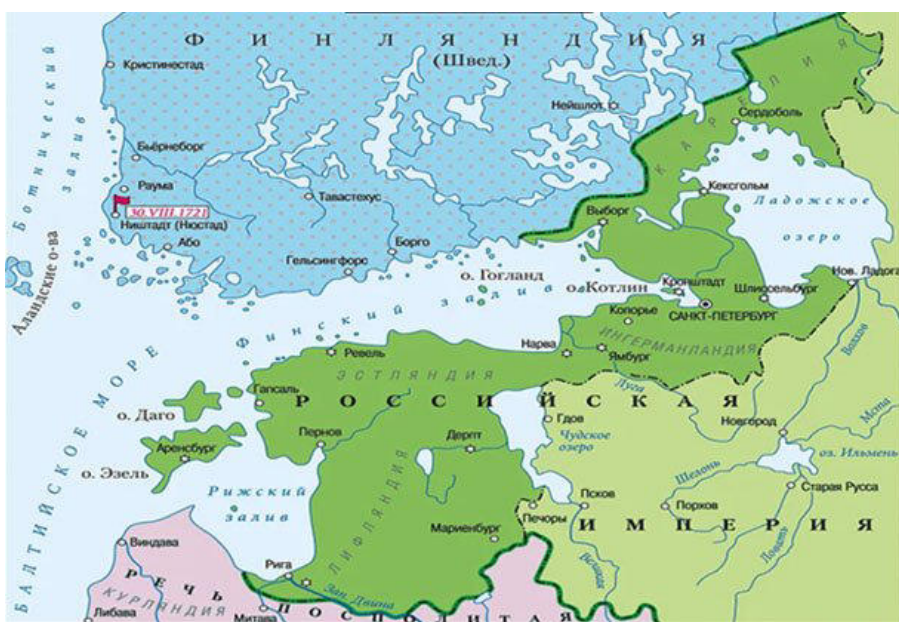 ФИНЛЯНДИЯ
(Швед.)
Ботнический
залив
Кристинестад
Нейшлот
КАРЕЛИЯ
Сердоболь
Бьёрнеборг
Раума
30.VIII.1721
Ништадт (Нюстад)
Або
Тавастехус
Кексгольм
Ладожское
озеро
Выборг
Борго
Гельсингфорс
Аландские о-ва
о. Гогланд
Финский залив
о. Котлин
Кронштадт
Шлиссельбург
Нов. Ладога
САНКТ-ПЕТЕРБУРГ
Копорье
ИНГЕРМАНЛАНДИЯ
Нарва
Ямбург
Луга
Волхов
Ревель
ЭСТЛЯНДИЯ
БАЛТИЙСКОЕ МОРЕ
Гапсаль
РОССИЙСКАЯ
о. Даго
Пернов
Дерпт
Гдов
Чудское
озеро
Новгород
Мста
оз. Ильмень
Аренсбург
о. Эзель
Шелонь
Старая Русса
Рижский
залив
ЛИФЛЯНДИЯ
Псков
Печоры
Порхов
ИМПЕРИЯ
Мариенбург
Ловать
Великая
Виндава
Рига
Зап. Двина
РЕЧЬ
ПОСПОЛИТАЯ
КУРЛЯНДИЯ
Либава
Митава